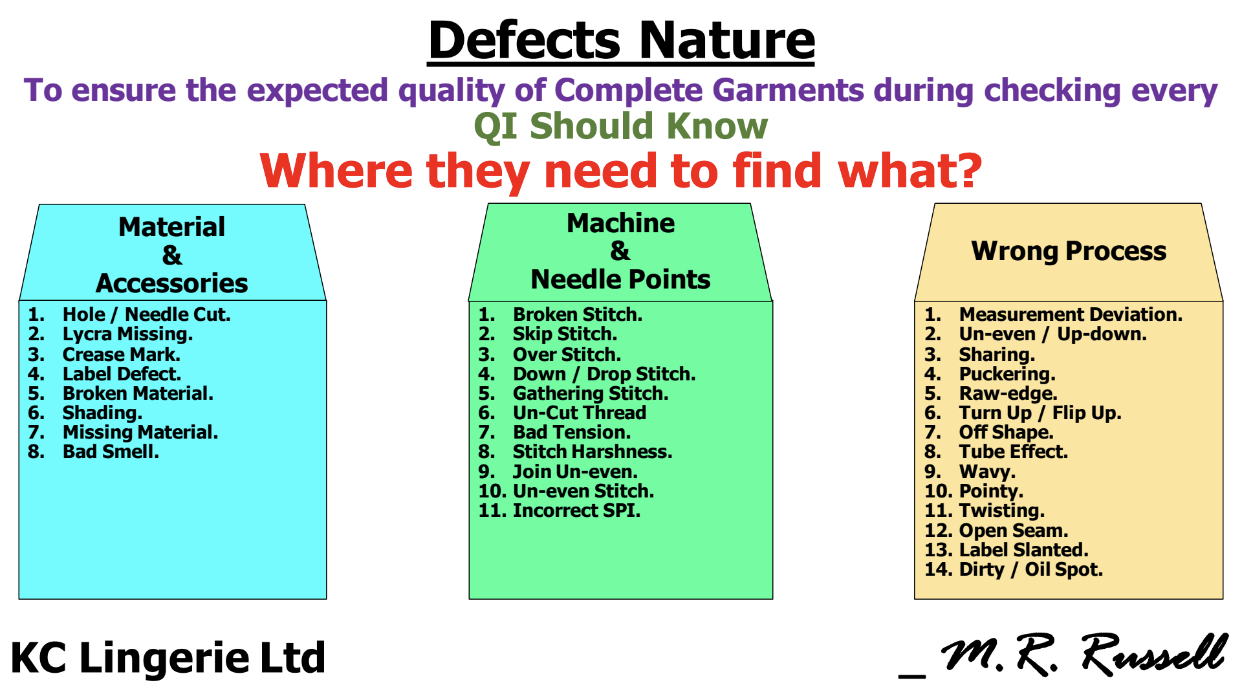 Defects Nature
To ensure the expected quality of Complete Garments during checking every
QI Should Know
Where they need to find what?
Material
&
Accessories
1. Hole / Needle Cut.
2. Lycra Missing.
3. Crease Mark.
4. Label Defect.
5. Broken Material.
6. Shading.
7. Missing Material.
8. Bad Smell.
Machine
&
Needle Points
1. Broken Stitch.
2. Skip Stitch.
3. Over Stitch.
4. Down / Drop Stitch.
5. Gathering Stitch.
6. Un-Cut Thread
7. Bad Tension.
8. Stitch Harshness.
9. Join Un-even.
10. Un-even Stitch.
11. Incorrect SPI.
Wrong Process
1. Measurement Deviation.
2. Un-even / Up-down.
3. Sharing.
4. Puckering.
5. Raw-edge.
6. Turn Up / Flip Up.
7. Off Shape.
8. Tube Effect.
9. Wavy.
10. Pointy.
11. Twisting.
12. Open Seam.
13. Label Slanted.
14. Dirty / Oil Spot.
KC Lingerie Ltd
_ M. R. Russell